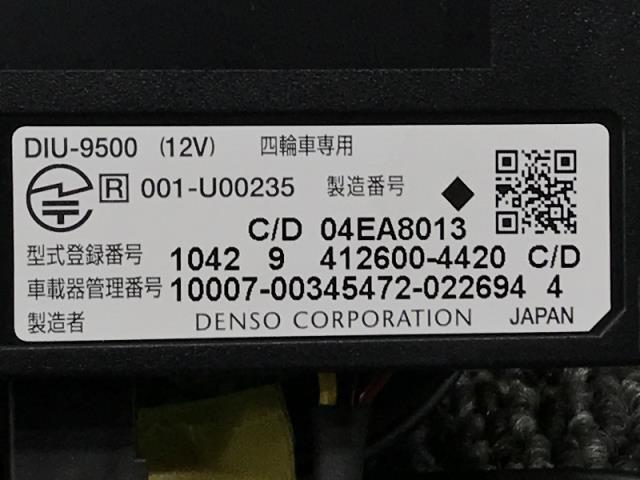 DIU-9500 (12V) 四輪車専用
R 001-U00235 製造番号
C/D 04EA8013
型式登録番号 1042 9 412600-4420 C/D
車載器管理番号 10007-00345472-022694 4
製造者 DENSO CORPORATION JAPAN